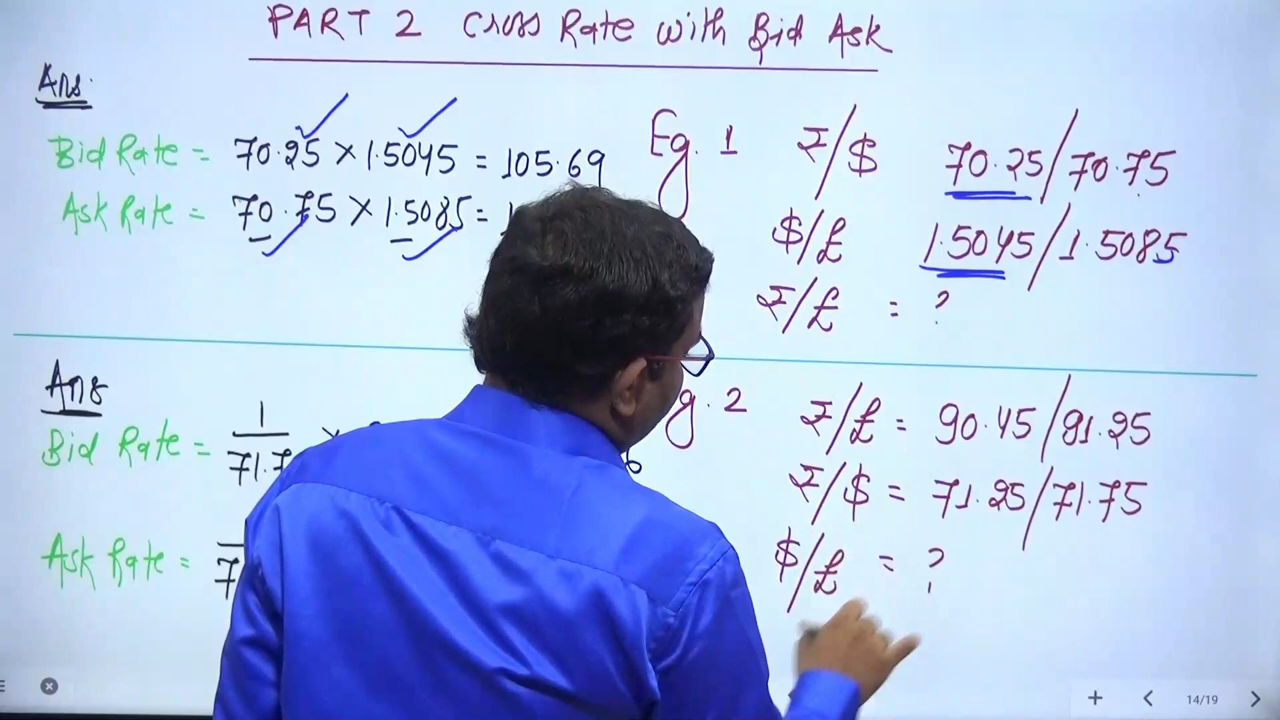 PART 2 Cross Rate with Bid Ask
Ans.
Bid Rate = 70.25 × 1.5045 = 105.69
Ask Rate = 70.75 × 1.5085 =
Eg. 1 ₹/$ 70.25/70.75
$/£ 1.5045/1.5085
₹/£ = ?
Ans
Bid Rate = 1/71.7
Ask Rate =
g. 2 ₹/£ = 90.45/91.25
₹/$ = 71.25/71.75
$/£ = ?
14/19